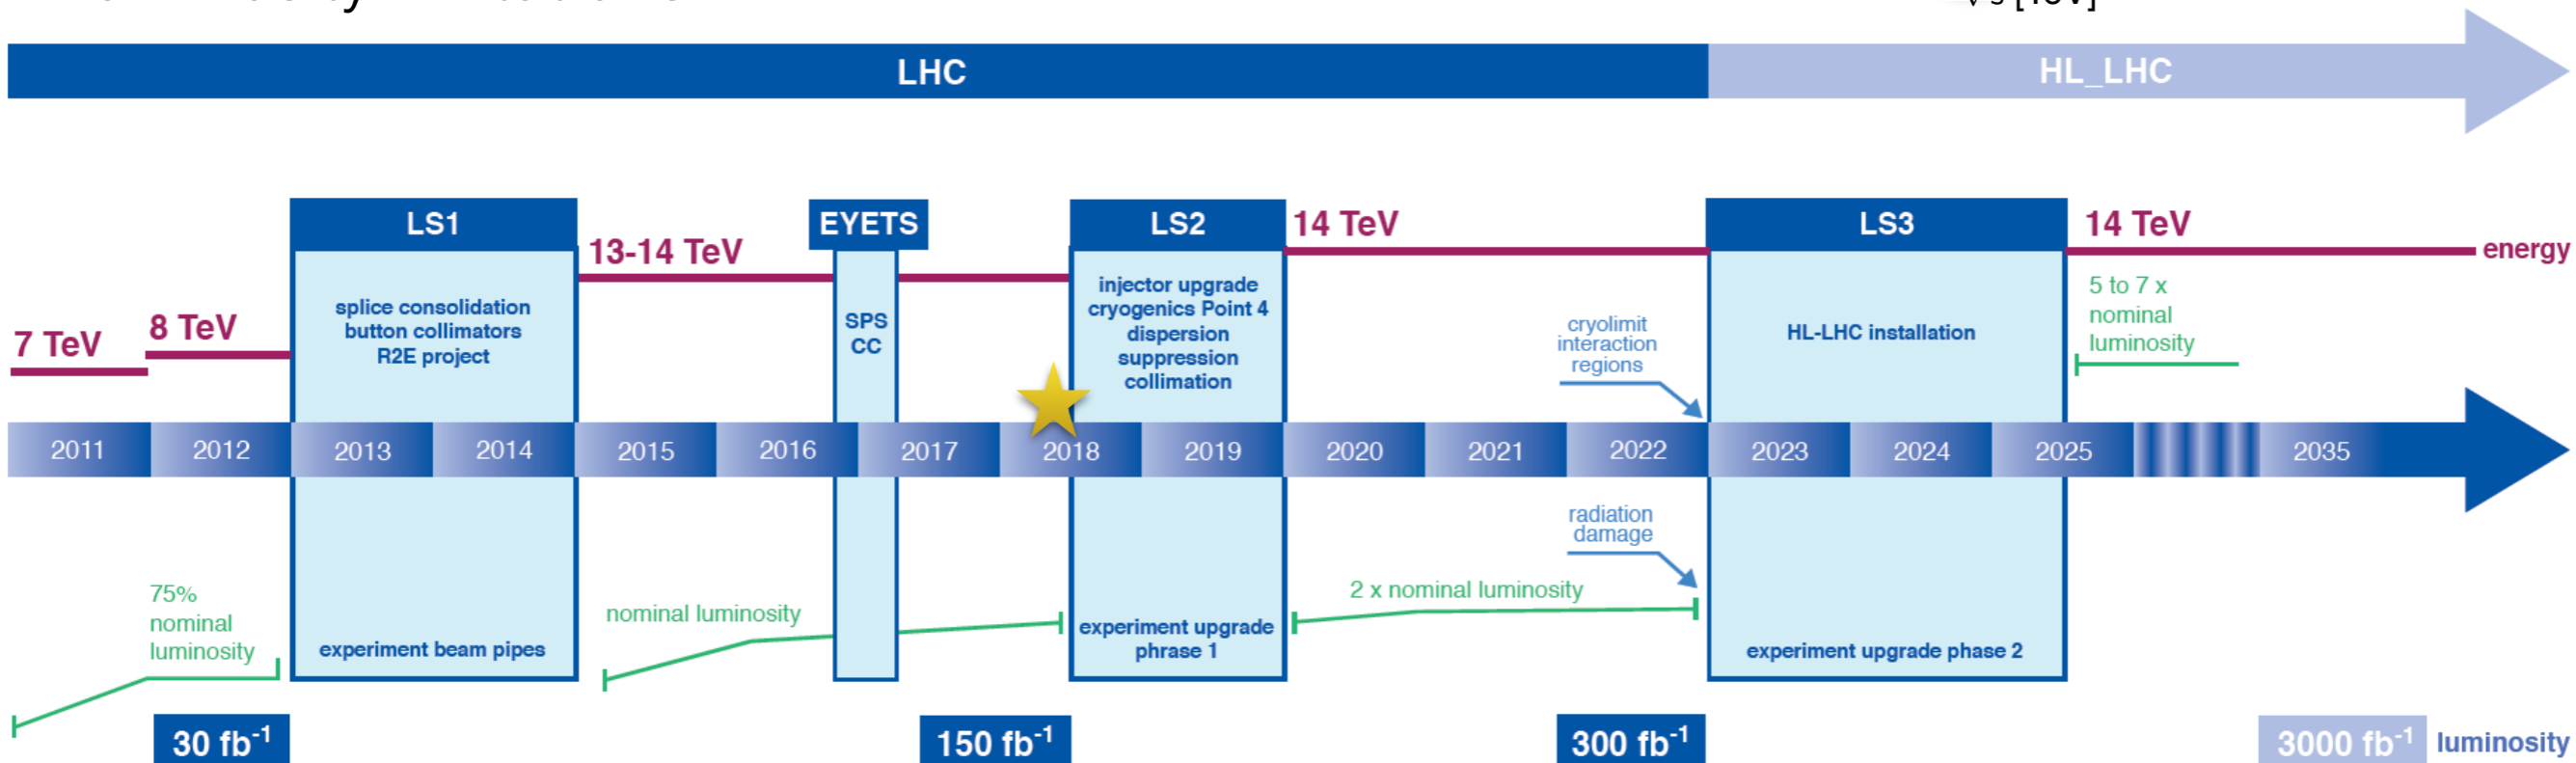 LHC
HL_LHC
LS1
EYETS
LS2
14 TeV
LS3
14 TeV
13-14 TeV
energy
7 TeV
8 TeV
splice consolidation
button collimators
R2E project
SPS
CC
injector upgrade
cryogenics Point 4
dispersion
suppression
collimation
cryolimit
interaction
regions
HL-LHC installation
5 to 7 x
nominal
luminosity
2011 2012 2013 2014 2015 2016 2017 2018 2019 2020 2021 2022 2023 2024 2025 2035
radiation
damage
75%
nominal
luminosity
experiment beam pipes
nominal luminosity
experiment upgrade
phrase 1
2 x nominal luminosity
experiment upgrade phase 2
30 fb-1
150 fb-1
300 fb-1
3000 fb-1
luminosity